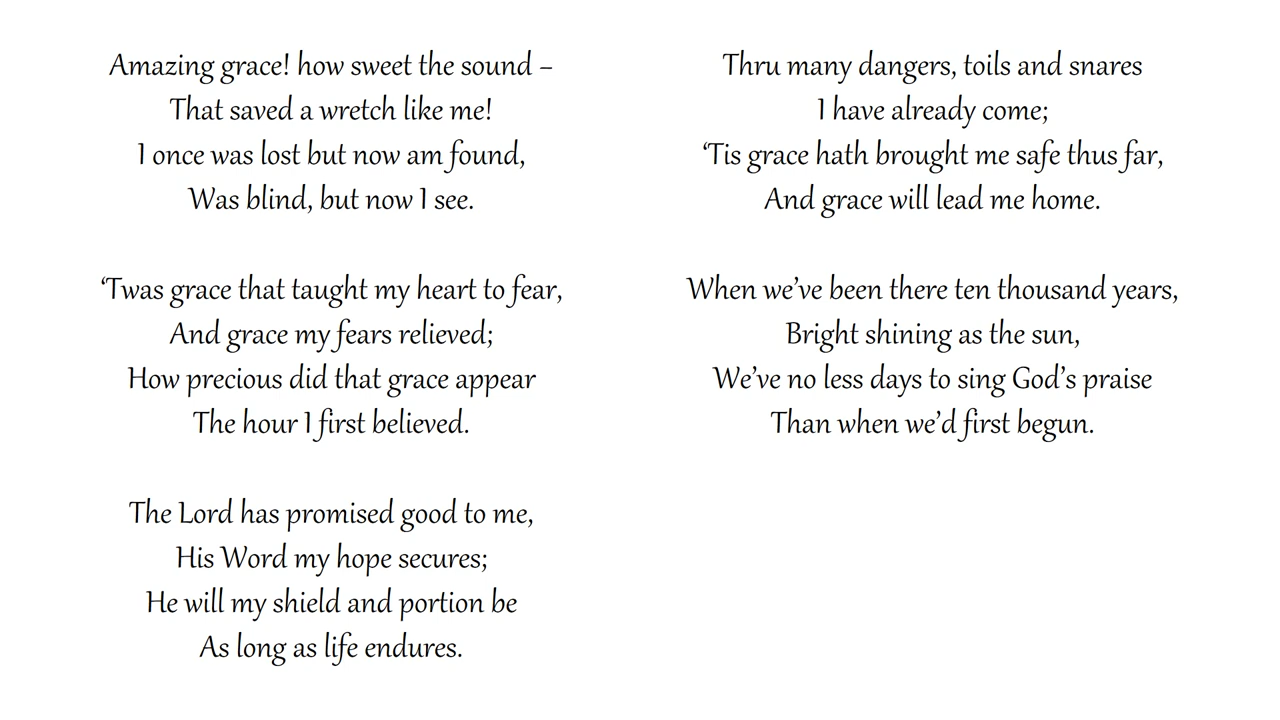 Amazing grace! how sweet the sound –
That saved a wretch like me!
I once was lost but now am found,
Was blind, but now I see.
‘Twas grace that taught my heart to fear,
And grace my fears relieved;
How precious did that grace appear
The hour I first believed.
The Lord has promised good to me,
His Word my hope secures;
He will my shield and portion be
As long as life endures.
Thru many dangers, toils and snares
I have already come;
‘Tis grace hath brought me safe thus far,
And grace will lead me home.
When we’ve been there ten thousand years,
Bright shining as the sun,
We’ve no less days to sing God’s praise
Than when we’d first begun.